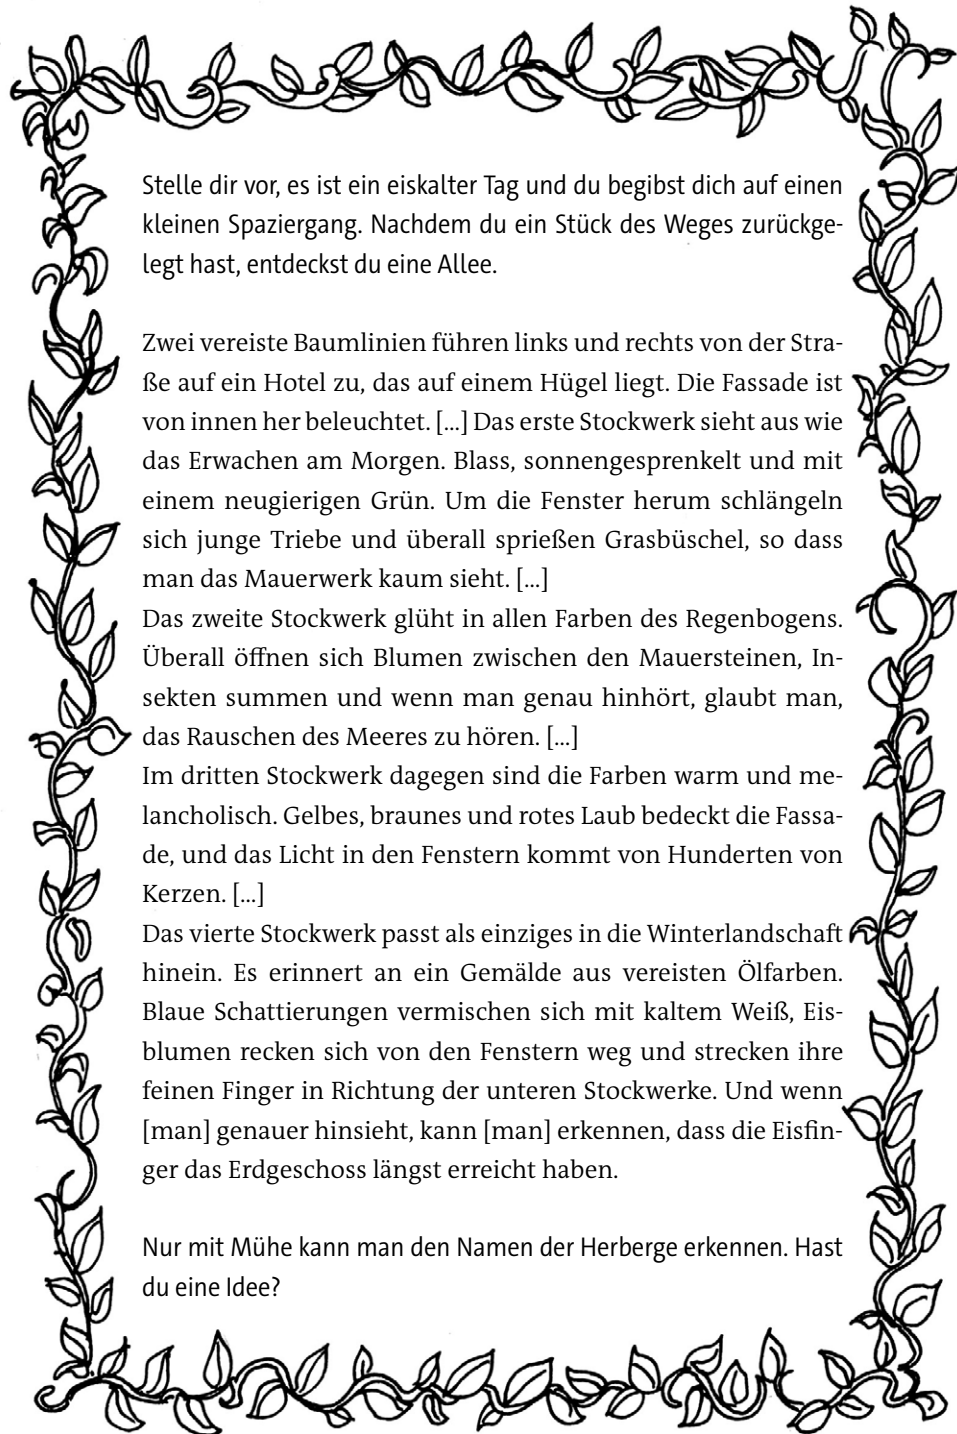 Stelle dir vor, es ist ein eiskalter Tag und du begibst dich auf einen
kleinen Spaziergang. Nachdem du ein Stück des Weges zurückge-
legt hast, entdeckst du eine Allee.
Zwei vereiste Baumlinien führen links und rechts von der Stra-
ße auf ein Hotel zu, das auf einem Hügel liegt. Die Fassade ist
von innen her beleuchtet. [...] Das erste Stockwerk sieht aus wie
das Erwachen am Morgen. Blass, sonnengesprenkelt und mit
einem neugierigen Grün. Um die Fenster herum schlängeln
sich junge Triebe und überall sprießen Grasbüschel, so dass
man das Mauerwerk kaum sieht. [...]
Das zweite Stockwerk glüht in allen Farben des Regenbogens.
Überall öffnen sich Blumen zwischen den Mauersteinen, In-
sekten summen und wenn man genau hinhört, glaubt man,
das Rauschen des Meeres zu hören. [...]
Im dritten Stockwerk dagegen sind die Farben warm und me-
lancholisch. Gelbes, braunes und rotes Laub bedeckt die Fassa-
de, und das Licht in den Fenstern kommt von Hunderten von
Kerzen. [...]
Das vierte Stockwerk passt als einziges in die Winterlandschaft
hinein. Es erinnert an ein Gemälde aus vereisten Ölfarben.
Blaue Schattierungen vermischen sich mit kaltem Weiß, Eis-
blumen recken sich von den Fenstern weg und strecken ihre
feinen Finger in Richtung der unteren Stockwerke. Und wenn
[man] genauer hinsieht, kann [man] erkennen, dass die Eisfin-
ger das Erdgeschoss längst erreicht haben.
Nur mit Mühe kann man den Namen der Herberge erkennen. Hast
du eine Idee?